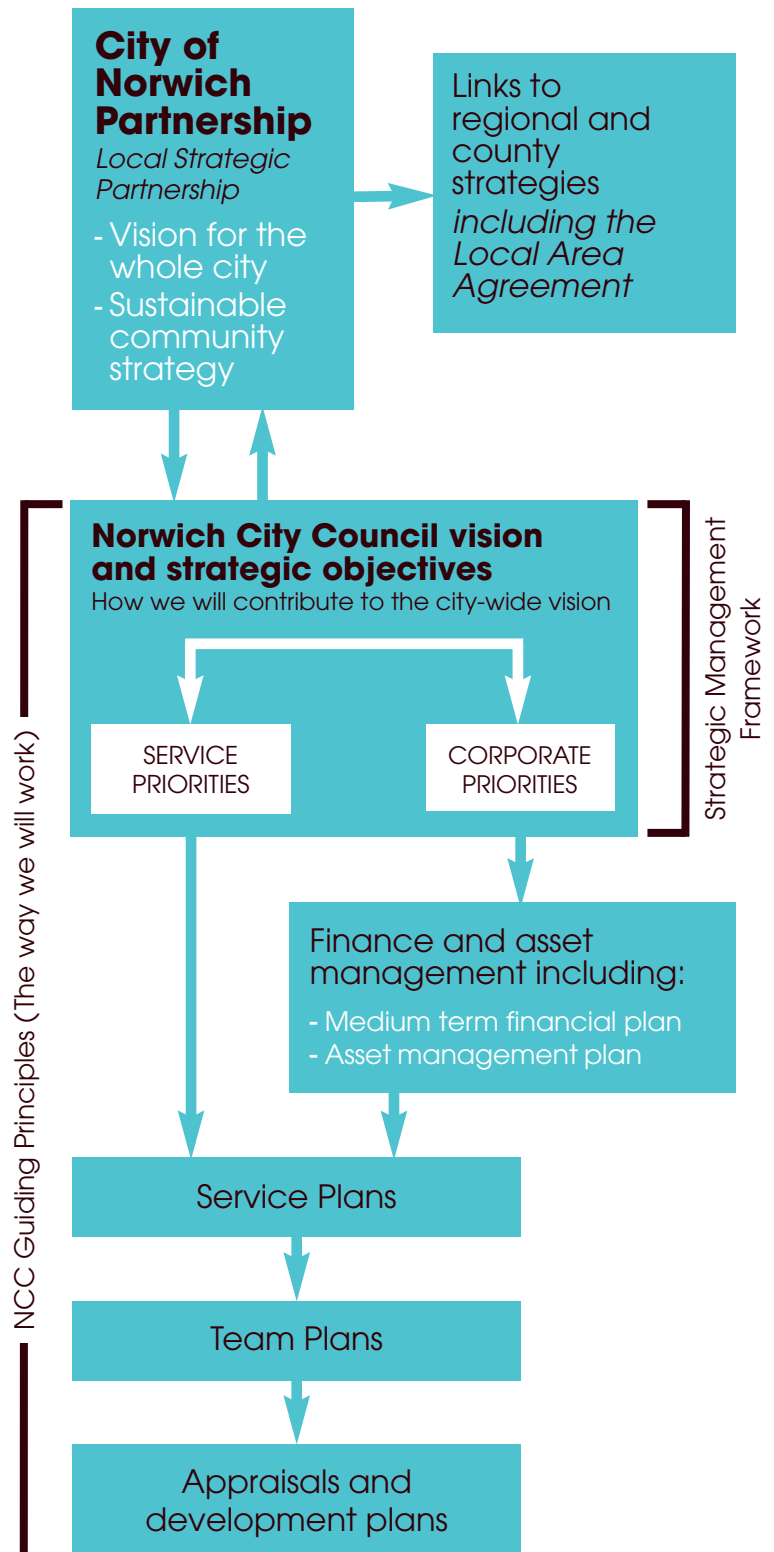 City of
Norwich
Partnership
Local Strategic
Partnership
- Vision for the
whole city
- Sustainable
community
strategy
Links to
regional and
county
strategies
including the
Local Area
Agreement
Norwich City Council vision
and strategic objectives
How we will contribute to the city-wide vision
SERVICE
PRIORITIES
CORPORATE
PRIORITIES
Strategic Management
Framework
NCC Guiding Principles (The way we will work)
Finance and asset
management including:
- Medium term financial plan
- Asset management plan
Service Plans
Team Plans
Appraisals and
development plans